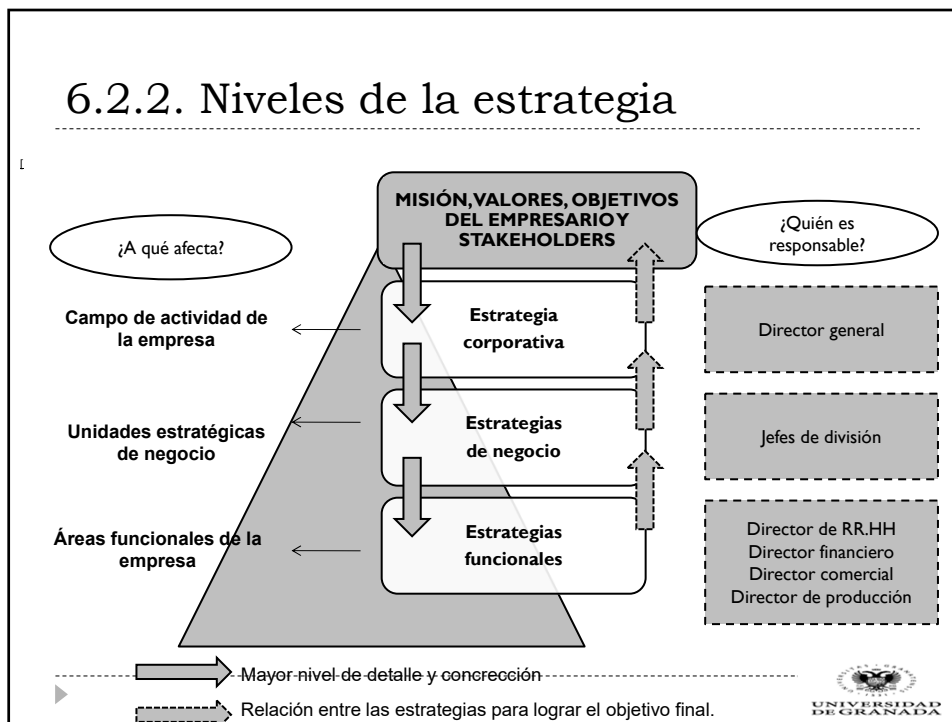 6.2.2. Niveles de la estrategia
[
MISIÓN,VALORES, OBJETIVOS
DEL EMPRESARIO Y
STAKEHOLDERS
¿A qué afecta?
¿Quién es
responsable?
Campo de actividad de
la empresa
Estrategia
corporativa
Director general
Unidades estratégicas
de negocio
Estrategias
de negocio
Jefes de división
Áreas funcionales de la
empresa
Estrategias
funcionales
Director de RR.HH
Director financiero
Director comercial
Director de producción
Mayor nivel de detalle y concrección
Relación entre las estrategias para lograr el objetivo final.
UNIVERSIDAD
DE GRANADA